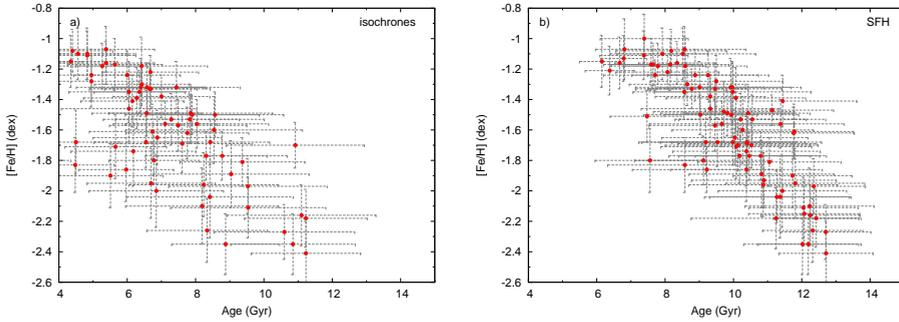 a) isochrones
[Fe/H] (dex)
-0.8
-1
-1.2
-1.4
-1.6
-1.8
-2
-2.2
-2.4
-2.6
4 6 8 10 12 14
Age (Gyr)
b) SFH
[Fe/H] (dex)
-0.8
-1
-1.2
-1.4
-1.6
-1.8
-2
-2.2
-2.4
-2.6
4 6 8 10 12 14
Age (Gyr)